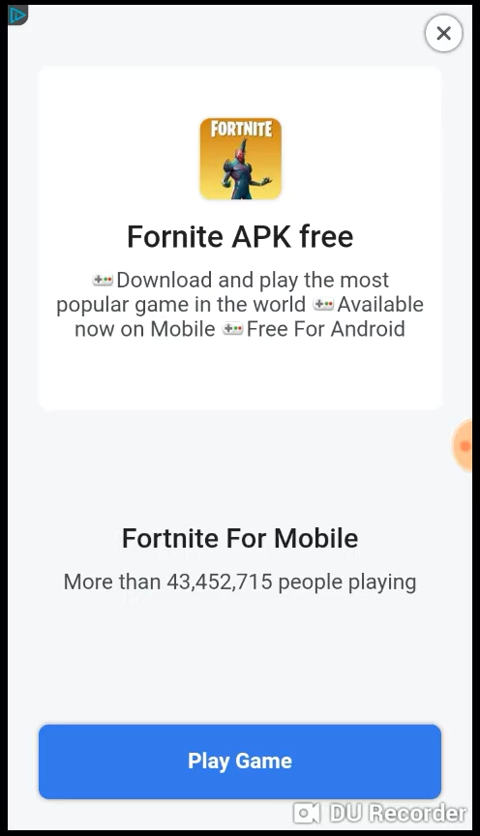 FORTNITE
Fornite APK free
🎮Download and play the most
popular game in the world 🎮Available
now on Mobile 🎮Free For Android
Fortnite For Mobile
More than 43,452,715 people playing
Play Game
DU Recorder